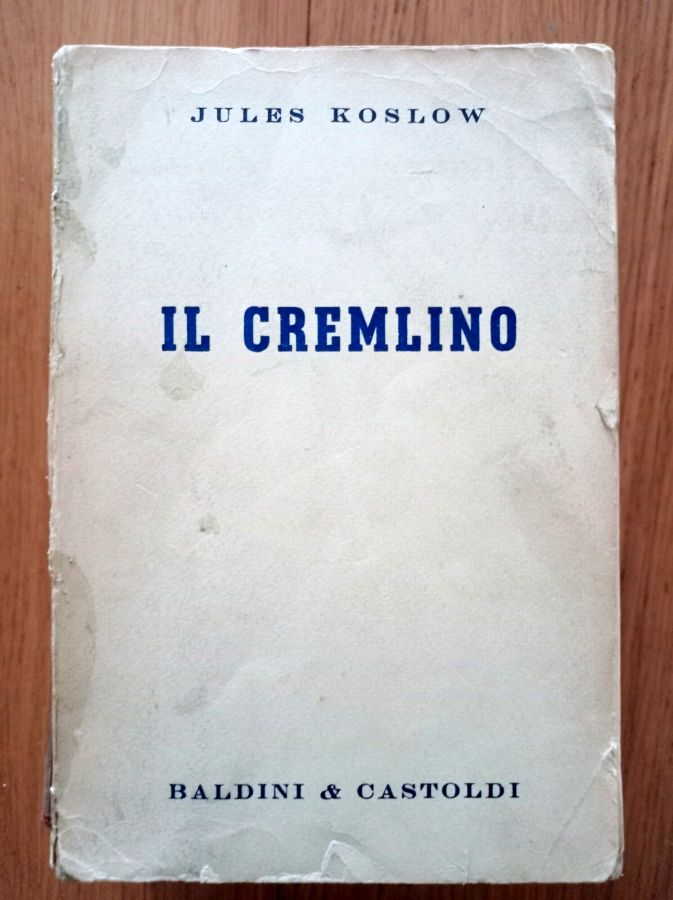 JULES KOSLOW
IL CREMLINO
BALDINI & CASTOLDI